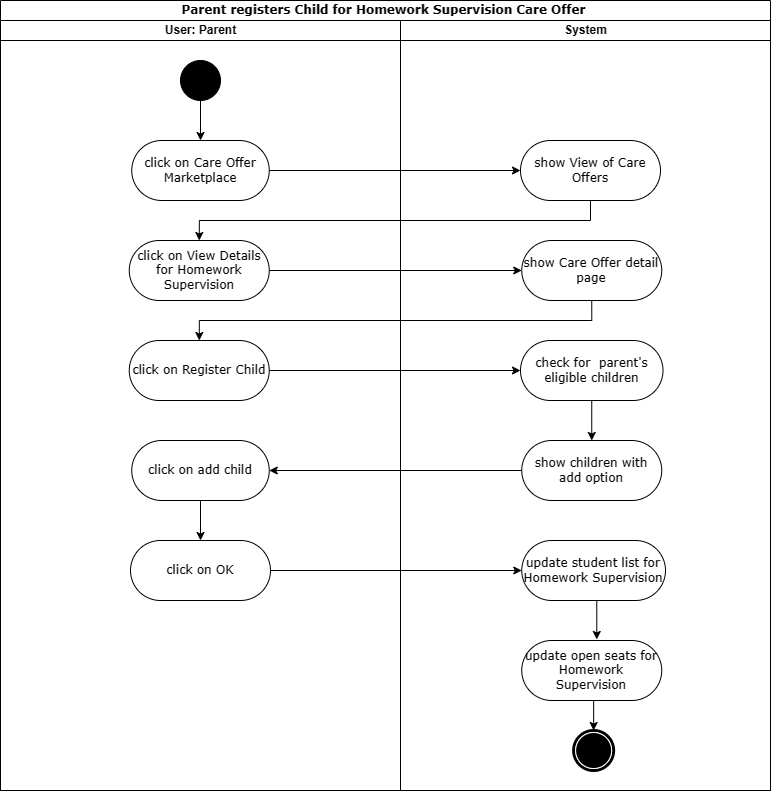 Parent registers Child for Homework Supervision Care Offer
User: Parent
System
click on Care Offer
Marketplace
show View of Care
Offers
click on View Details
for Homework
Supervision
show Care Offer detail
page
click on Register Child
check for  parent's
eligible children
click on add child
show children with
add option
click on OK
update student list for
Homework Supervision
update open seats for
Homework
Supervision